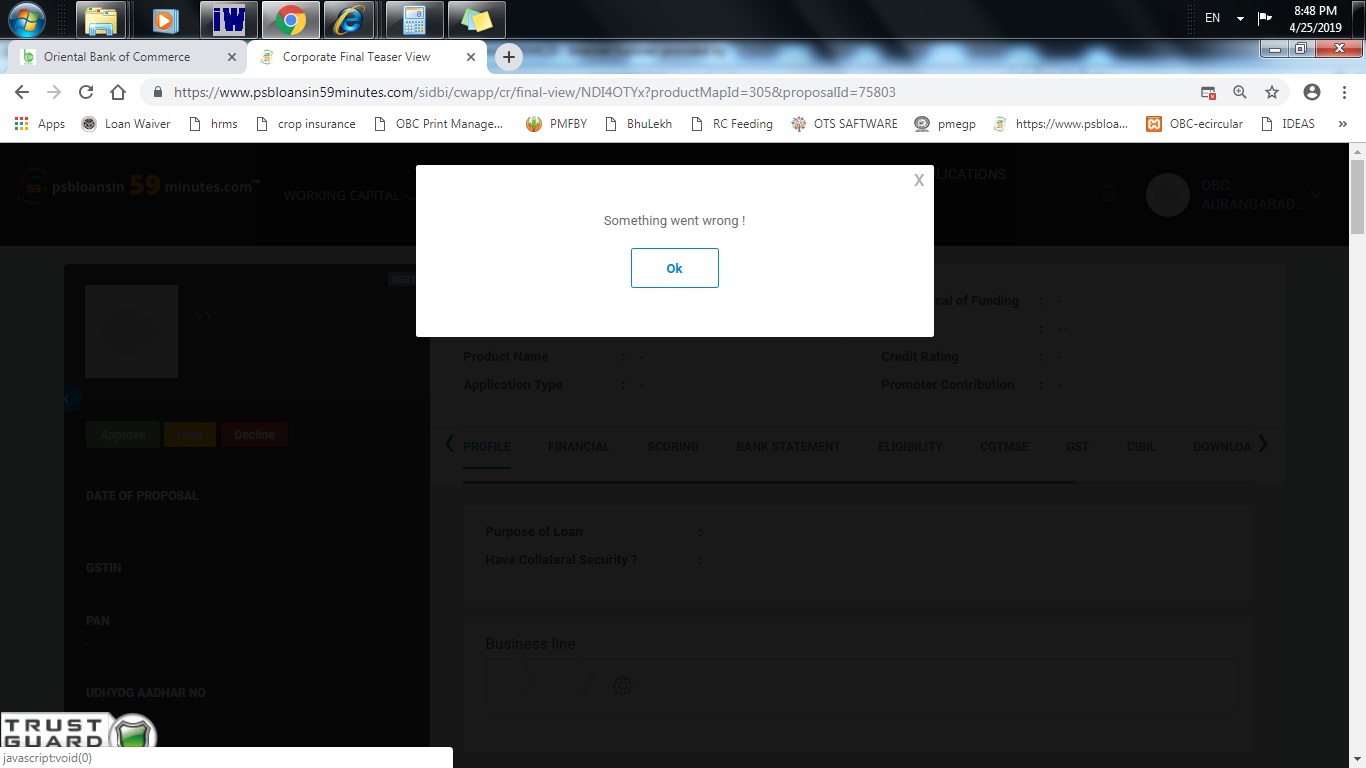 EN
8:48 PM
4/25/2019
Oriental Bank of Commerce
Corporate Final Teaser View
https://www.psbloansin59minutes.com/sidbi/cwapp/cr/final-view/NDI4OTYx?productMapId=305&proposalId=75803
Apps Loan Waiver hrms crop insurance OBC Print Manage... PMFBY BhuLekh RC Feeding OTS SAFTWARE pmegp https://www.psbloa... OBC-ecircular IDEAS »
psbloansin 59 minutes.com
WORKING CAPITAL -...
PLICATIONS
OBC
AURANGABAD...
X
Something went wrong !
Ok
cal of Funding : -
: - -
Product Name : -
Credit Rating : -
Application Type : -
Promoter Contribution : -
Approve Hold Decline
PROFILE FINANCIAL SCORING BANK STATEMENT ELIGIBILITY CGTMSE GST CIBIL DOWNLOA
DATE OF PROPOSAL
-
Purpose of Loan :
Have Collateral Security ? :
GSTIN
PAN
-
Business line
UDHYOG AADHAR NO
TRUST
GUARD
javascript:void(0)